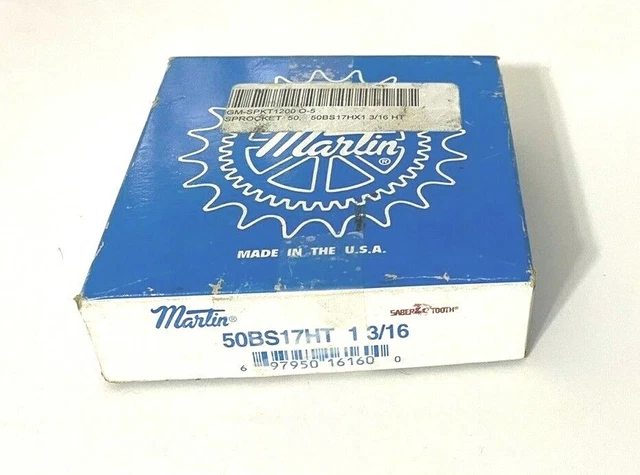 GM-SPKT1200 O-5
SPROCKET 50, 50BS17HX1 3/16 HT
Martin®
MADE IN THE U.S.A.
Martin® SABER TOOTH®
50BS17HT 1 3/16
6 97950 16160 0